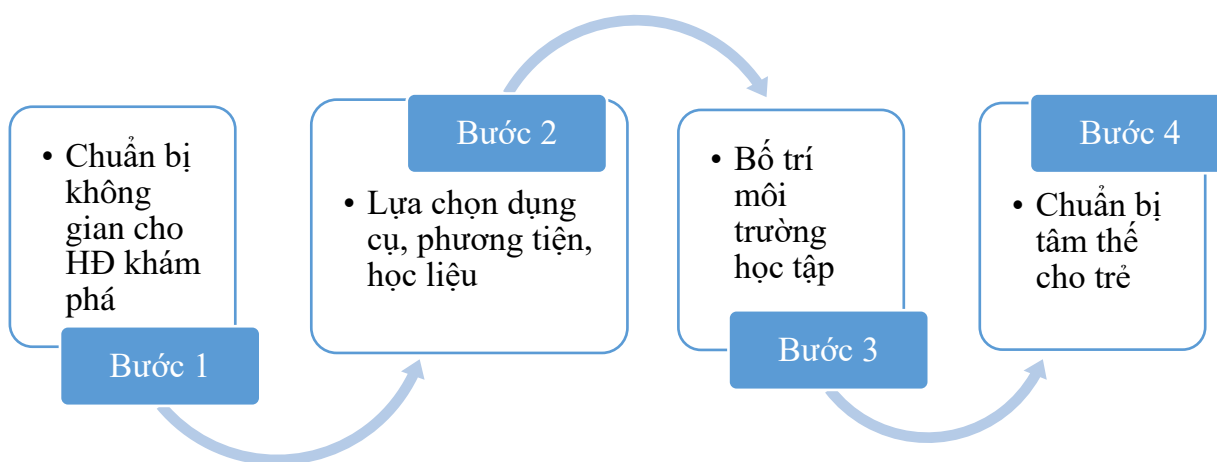 Bước 1
• Chuẩn bị
không
gian cho
HĐ khám
phá
Bước 2
• Lựa chọn dụng
cụ, phương tiện,
học liệu
Bước 3
• Bố trí
môi
trường
học tập
Bước 4
• Chuẩn bị
tâm thế
cho trẻ